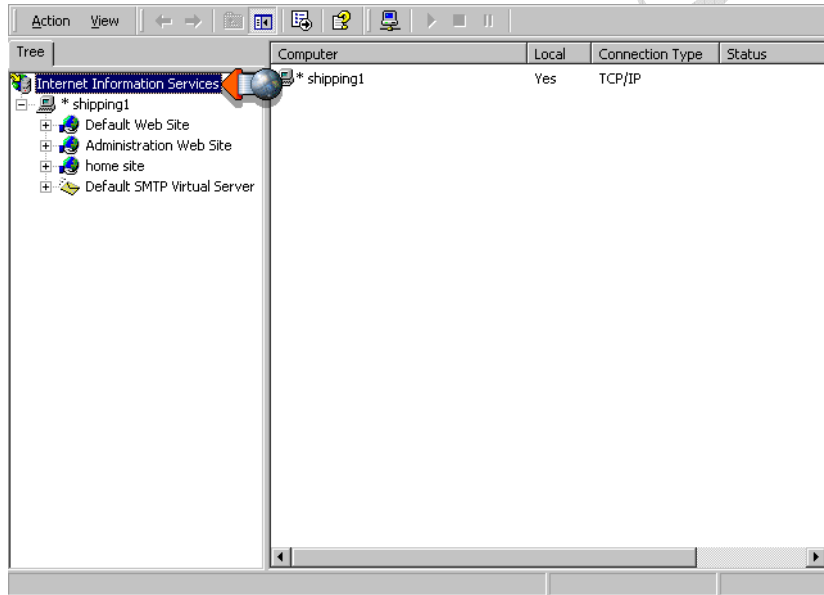 Action View
Tree
Computer Local Connection Type Status
Internet Information Services
* shipping1 Yes TCP/IP
* shipping1
Default Web Site
Administration Web Site
home site
Default SMTP Virtual Server